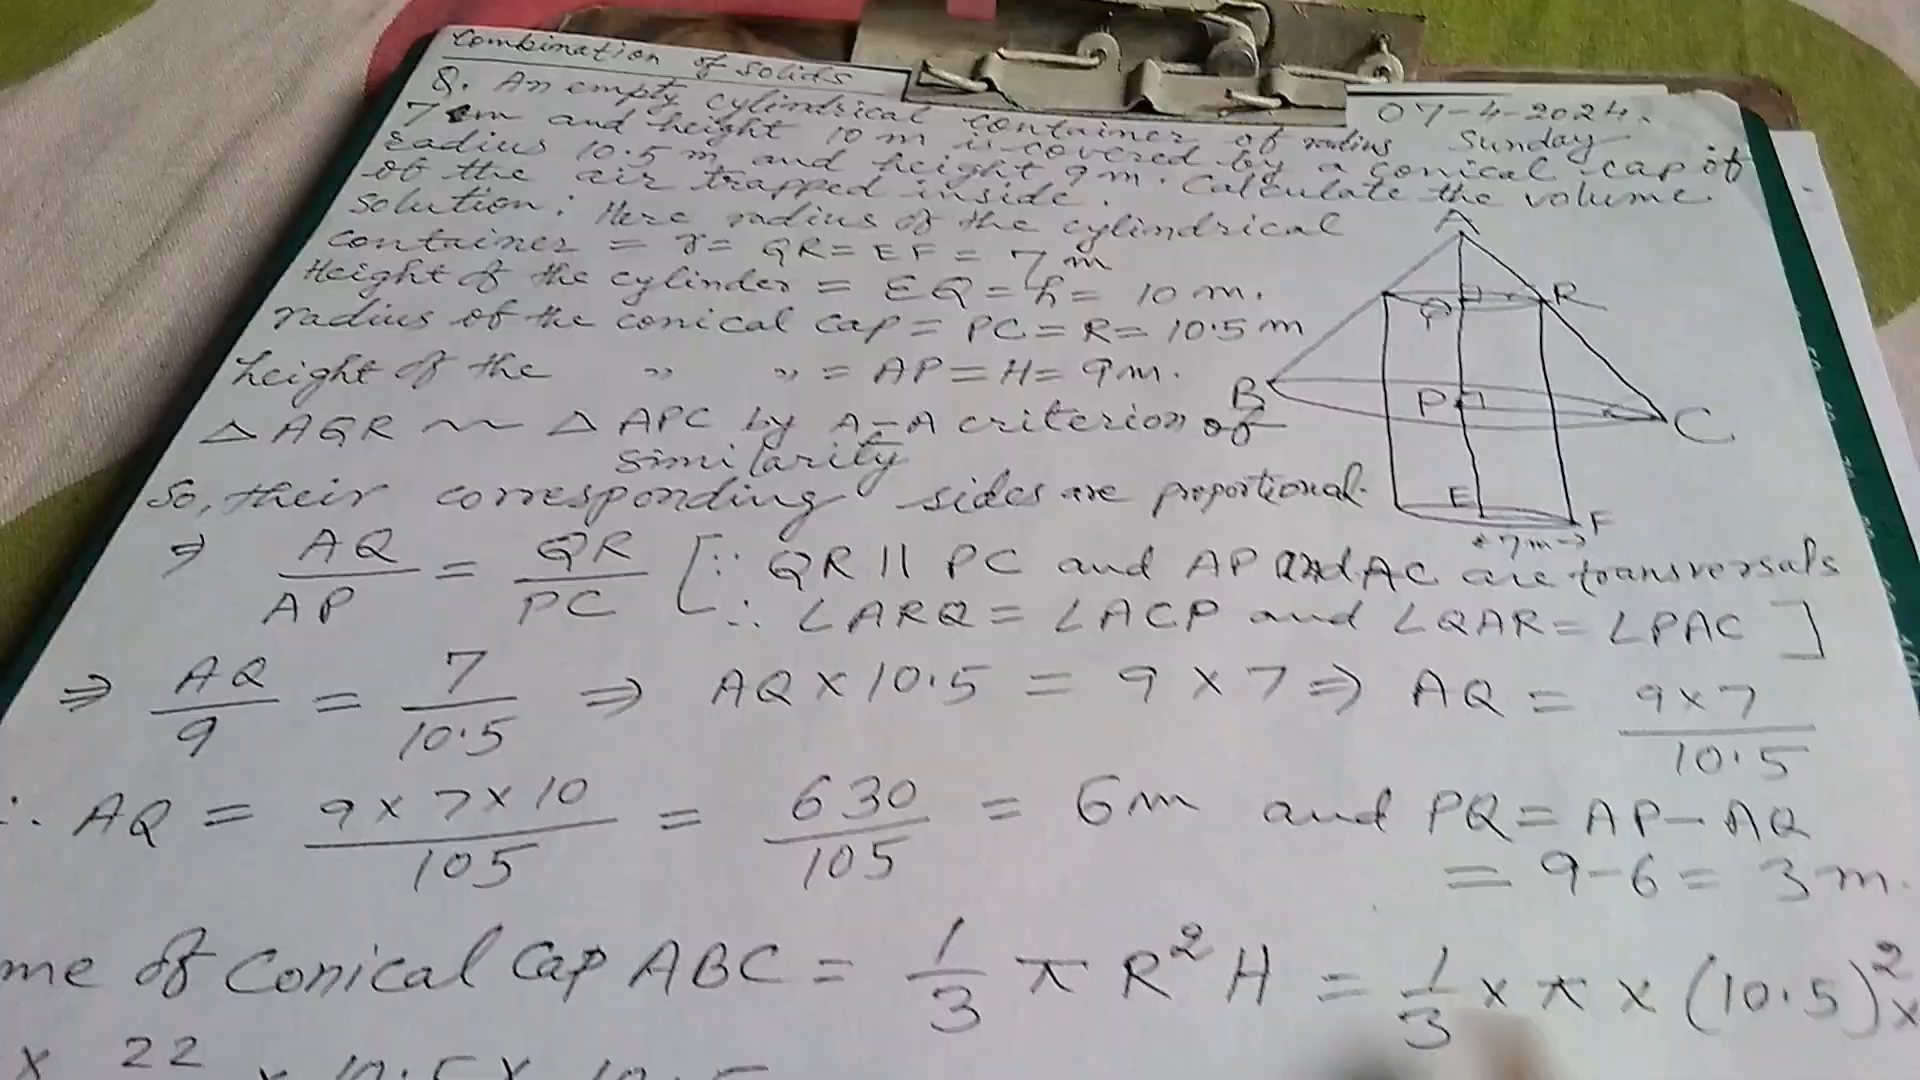 Combination of Solids
07-4-2024.
Sunday
Q. An empty cylindrical container of radius
7 m and height 10 m is covered by a conical cap of
radius 10.5 m and height 9 m. Calculate the volume
of the air trapped inside.
Solution: Here radius of the cylindrical
container = r = QR = EF = 7 m
Height of the cylinder = EQ = h = 10 m.
radius of the conical cap = PC = R = 10.5 m
height of the " " = AP = H = 9 m.
△ AQR ~ △ APC by A-A criterion of
similarity
So, their corresponding sides are proportional.
A
Q R
B P C
E F
7m
⇒ AQ/AP = QR/PC [∵ QR || PC and AP and AC are transversals
∴ ∠ARQ = ∠ACP and ∠QAR = ∠PAC ]
⇒ AQ/9 = 7/10.5 ⇒ AQ × 10.5 = 9 × 7 ⇒ AQ = 9×7/10.5
∴ AQ = 9×7×10/105 = 630/105 = 6m and PQ = AP - AQ
= 9-6 = 3 m.
me of Conical Cap ABC = 1/3 π R² H = 1/3 × π × (10.5)² ×
× 22 × 10.5 × 10.5